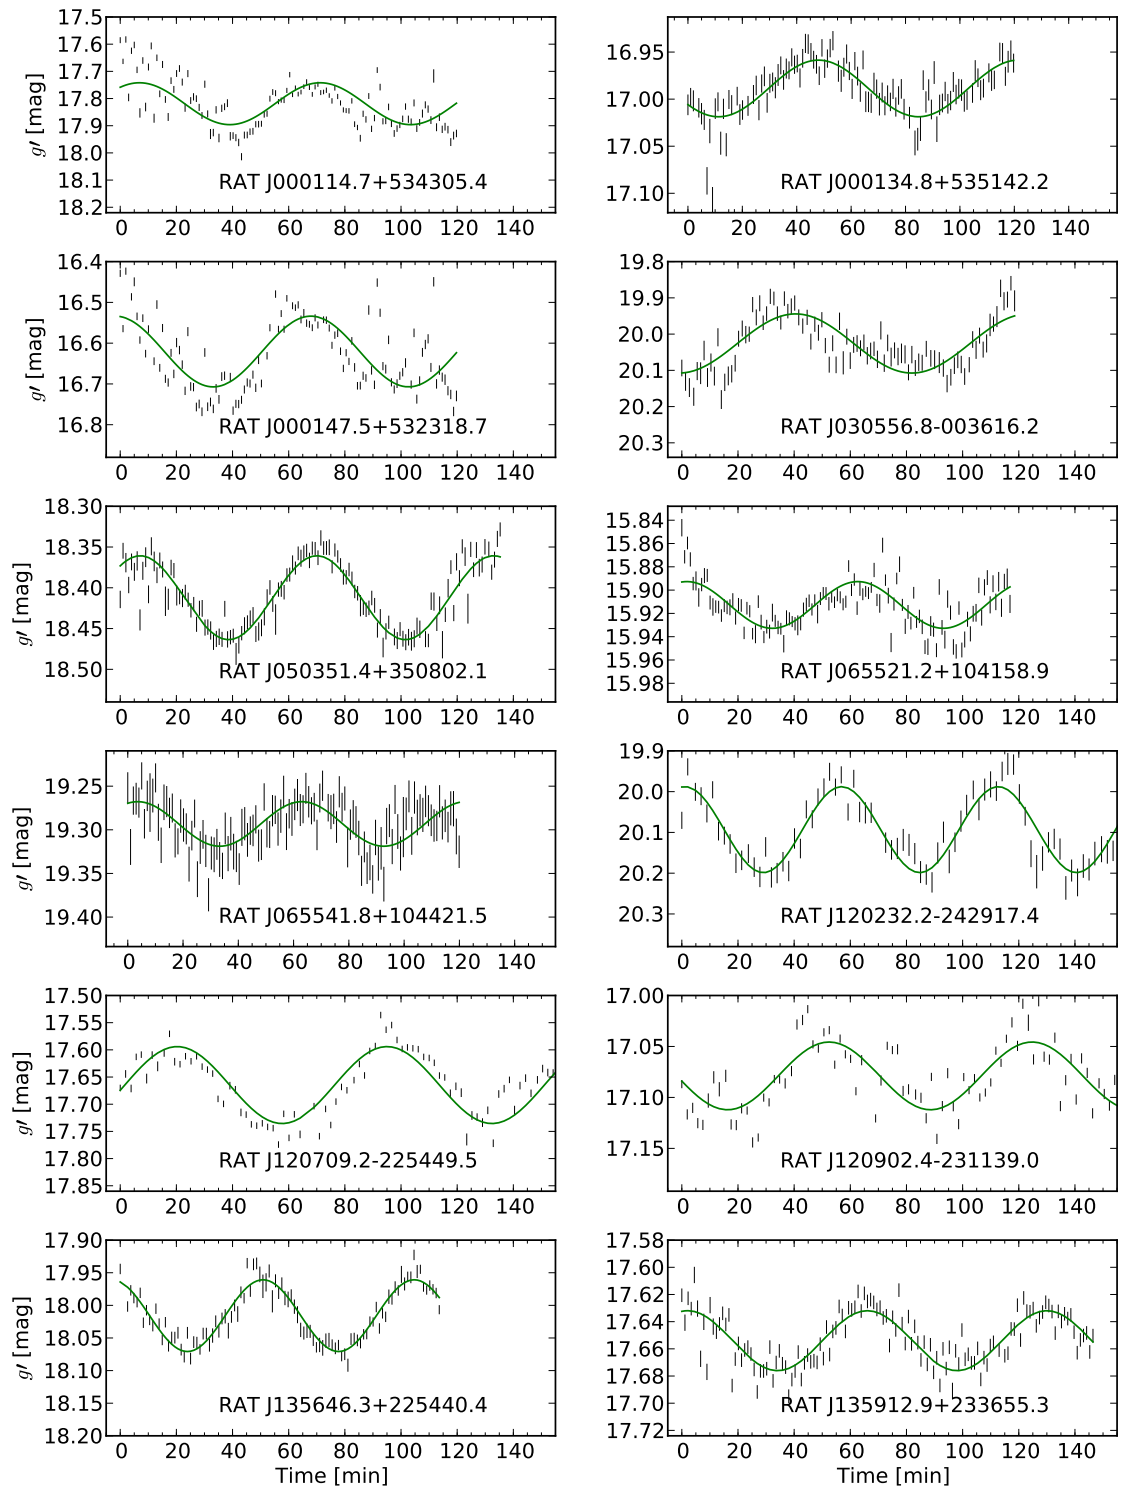 17.5
17.6
17.7
17.8
17.9
18.0
18.1
18.2
g′ [mag]
RAT J000114.7+534305.4
0 20 40 60 80 100 120 140
16.95
17.00
17.05
17.10
RAT J000134.8+535142.2
0 20 40 60 80 100 120 140
16.4
16.5
16.6
16.7
16.8
g′ [mag]
RAT J000147.5+532318.7
0 20 40 60 80 100 120 140
19.8
19.9
20.0
20.1
20.2
20.3
RAT J030556.8-003616.2
0 20 40 60 80 100 120 140
18.30
18.35
18.40
18.45
18.50
g′ [mag]
RAT J050351.4+350802.1
0 20 40 60 80 100 120 140
15.84
15.86
15.88
15.90
15.92
15.94
15.96
15.98
RAT J065521.2+104158.9
0 20 40 60 80 100 120 140
19.25
19.30
19.35
19.40
g′ [mag]
RAT J065541.8+104421.5
0 20 40 60 80 100 120 140
19.9
20.0
20.1
20.2
20.3
RAT J120232.2-242917.4
0 20 40 60 80 100 120 140
17.50
17.55
17.60
17.65
17.70
17.75
17.80
17.85
g′ [mag]
RAT J120709.2-225449.5
0 20 40 60 80 100 120 140
17.00
17.05
17.10
17.15
RAT J120902.4-231139.0
0 20 40 60 80 100 120 140
17.90
17.95
18.00
18.05
18.10
18.15
18.20
g′ [mag]
RAT J135646.3+225440.4
0 20 40 60 80 100 120 140
Time [min]
17.58
17.60
17.62
17.64
17.66
17.68
17.70
17.72
RAT J135912.9+233655.3
0 20 40 60 80 100 120 140
Time [min]